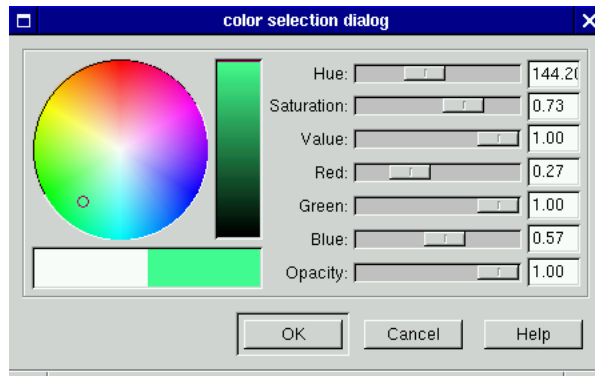 color selection dialog
Hue: 144.20
Saturation: 0.73
Value: 1.00
Red: 0.27
Green: 1.00
Blue: 0.57
Opacity: 1.00
OK Cancel Help